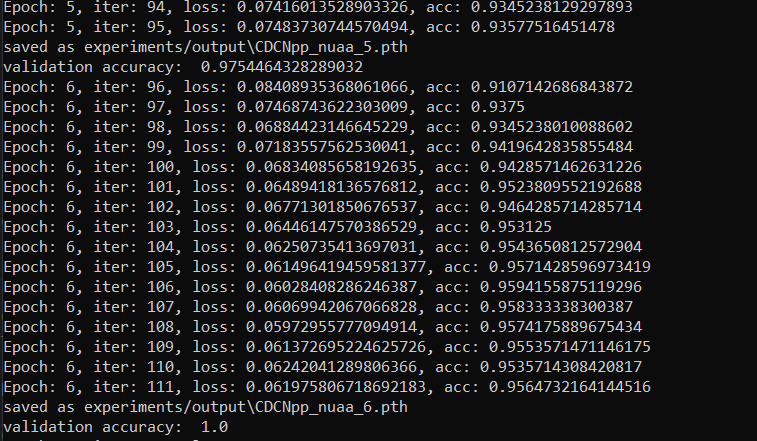 Epoch: 5, iter: 94, loss: 0.07416013528903326, acc: 0.9345238129297893
Epoch: 5, iter: 95, loss: 0.07483730744570494, acc: 0.93577516451478
saved as experiments/output\CDCNpp_nuaa_5.pth
validation accuracy:  0.9754464328289032
Epoch: 6, iter: 96, loss: 0.08408935368061066, acc: 0.9107142686843872
Epoch: 6, iter: 97, loss: 0.07468743622303009, acc: 0.9375
Epoch: 6, iter: 98, loss: 0.06884423146645229, acc: 0.9345238010088602
Epoch: 6, iter: 99, loss: 0.07183557562530041, acc: 0.9419642835855484
Epoch: 6, iter: 100, loss: 0.06834085658192635, acc: 0.9428571462631226
Epoch: 6, iter: 101, loss: 0.06489418136576812, acc: 0.9523809552192688
Epoch: 6, iter: 102, loss: 0.06771301850676537, acc: 0.9464285714285714
Epoch: 6, iter: 103, loss: 0.06446147570386529, acc: 0.953125
Epoch: 6, iter: 104, loss: 0.06250735413697031, acc: 0.9543650812572904
Epoch: 6, iter: 105, loss: 0.061496419459581377, acc: 0.9571428596973419
Epoch: 6, iter: 106, loss: 0.06028408286246387, acc: 0.9594155875119296
Epoch: 6, iter: 107, loss: 0.06069942067066828, acc: 0.958333338300387
Epoch: 6, iter: 108, loss: 0.05972955777094914, acc: 0.9574175889675434
Epoch: 6, iter: 109, loss: 0.061372695224625726, acc: 0.9553571471146175
Epoch: 6, iter: 110, loss: 0.06242041289806366, acc: 0.9535714308420817
Epoch: 6, iter: 111, loss: 0.061975806718692183, acc: 0.9564732164144516
saved as experiments/output\CDCNpp_nuaa_6.pth
validation accuracy:  1.0